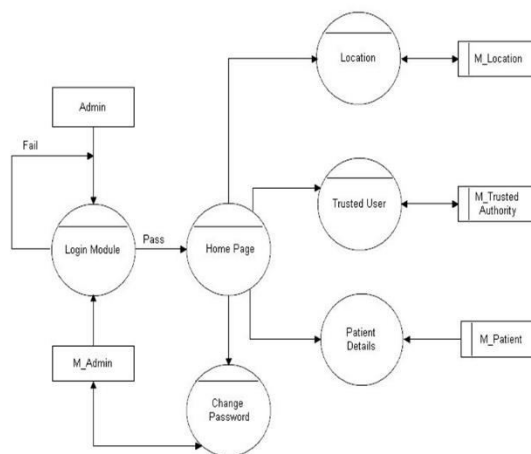 Location
M_Location
Admin
Fail
Trusted User
M_Trusted
Authority
Login Module
Pass
Home Page
Patient
Details
M_Patient
M_Admin
Change
Password